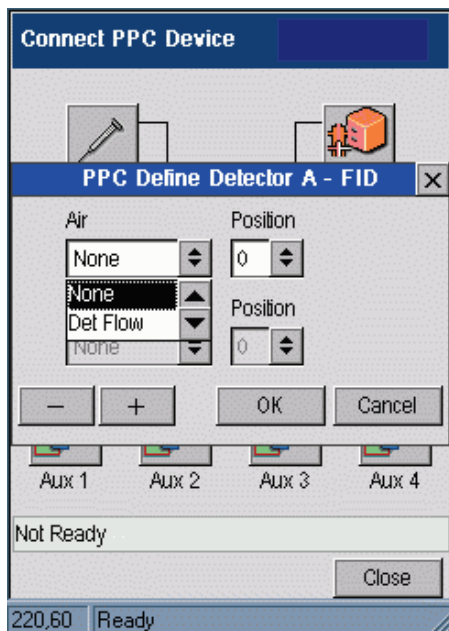 Connect PPC Device
PPC Define Detector A - FID
Air Position
None 0
None
Det Flow
Position
None 0
− + OK Cancel
Aux 1 Aux 2 Aux 3 Aux 4
Not Ready
Close
220,60 Ready